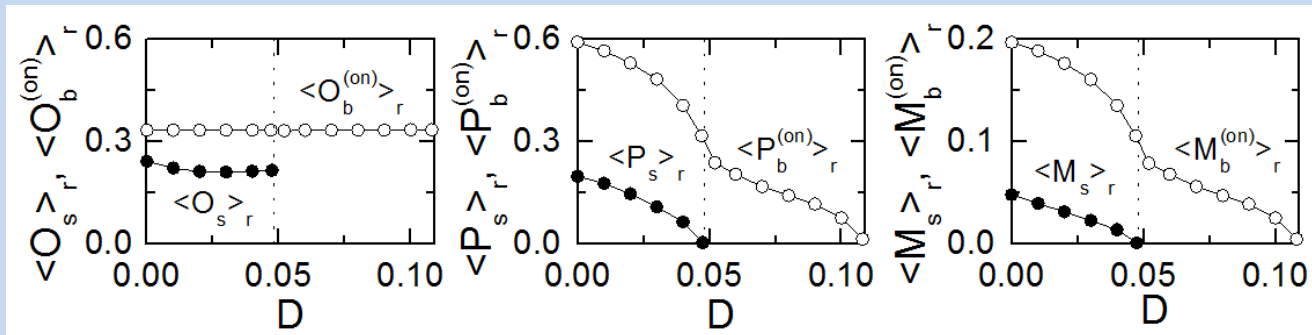 <O_s>_r, <O_b^(on)>_r
0.6
0.3
0.0
<O_b^(on)>_r
<O_s>_r
0.00
0.05
0.10
D
<P_s>_r, <P_b^(on)>_r
0.6
0.3
0.0
<P_s>_r
<P_b^(on)>_r
0.00
0.05
0.10
D
<M_s>_r, <M_b^(on)>_r
0.2
0.1
0.0
<M_s>_r
<M_b^(on)>_r
0.00
0.05
0.10
D